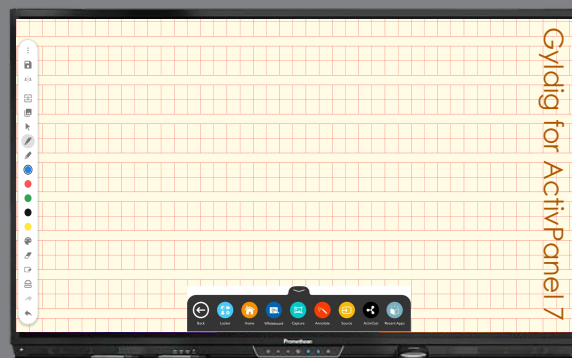 Gyldig for ActivPanel 7
Back
Locker
Home
Whiteboard
Capture
Annotate
Source
Activcast
Recent Apps
Promethean